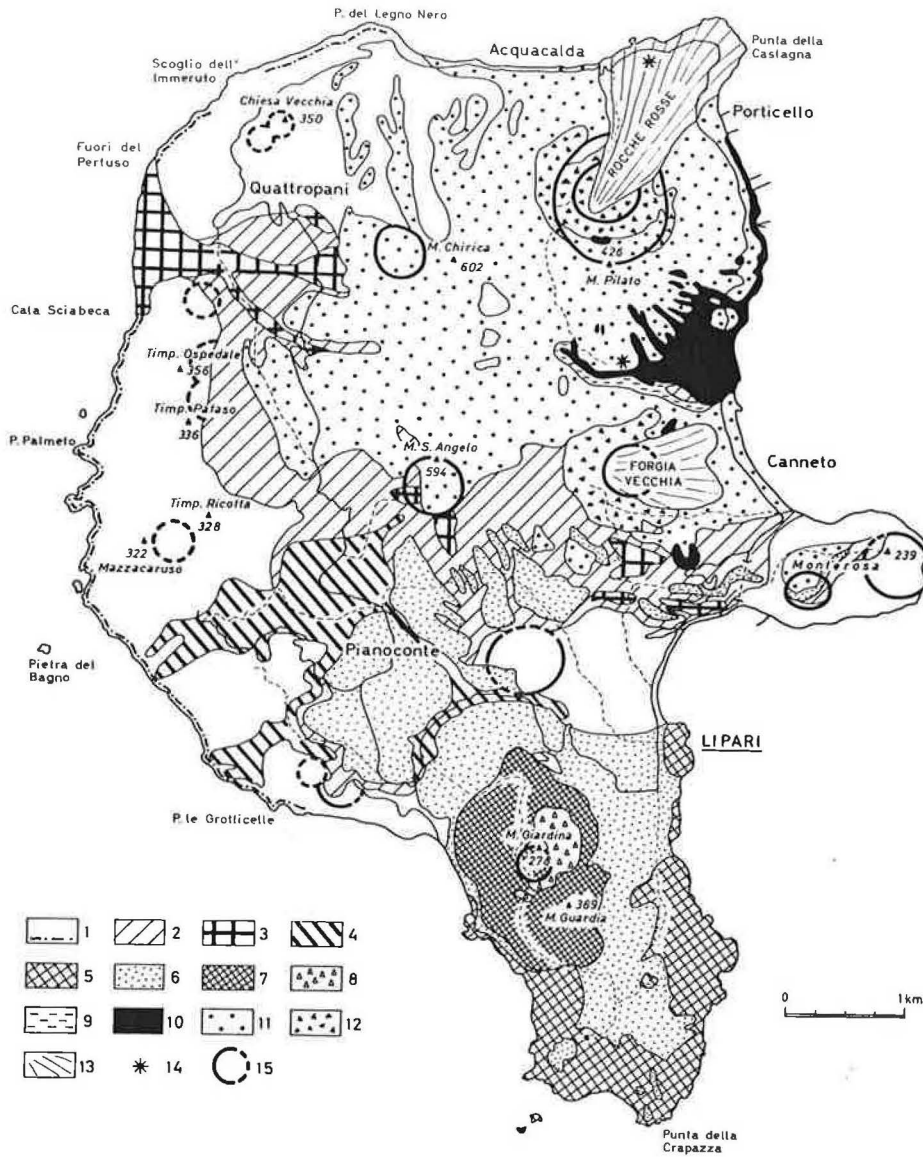 P. del Legno Nero
Acquacalda
Punta della
Castagna
Scoglio dell'
Immeruto
Chiesa Vecchia
350
Porticello
ROCCHE ROSSE
Fuori del
Pertuso
Quattropani
M. Chirica
602
426
M. Pilato
Cala Sciabeca
Timp. Ospedale
356
Timp. Pataso
336
P. Palmeto
M. S. Angelo
594
FORGIA
VECCHIA
Canneto
Timp. Ricotta
328
322
Mazzacaruso
239
Monterosa
Pietra del
Bagno
Pianoconte
LIPARI
P. le Grotticelle
M. Giardina
278
369
M. Guardia
1 2 3 4
5 6 7 8
9 10 11 12
13 14 15
0 1km
Punta della
Crapazza